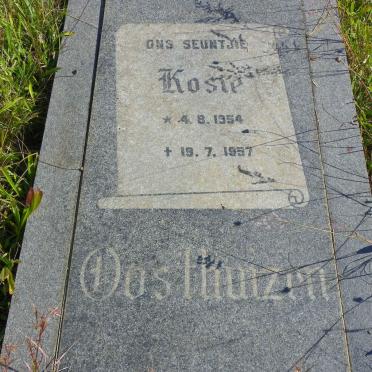 ONS SEUNTJIE
Kosie
* 4. 8. 1954
† 19. 7. 1957
Oosthuizen